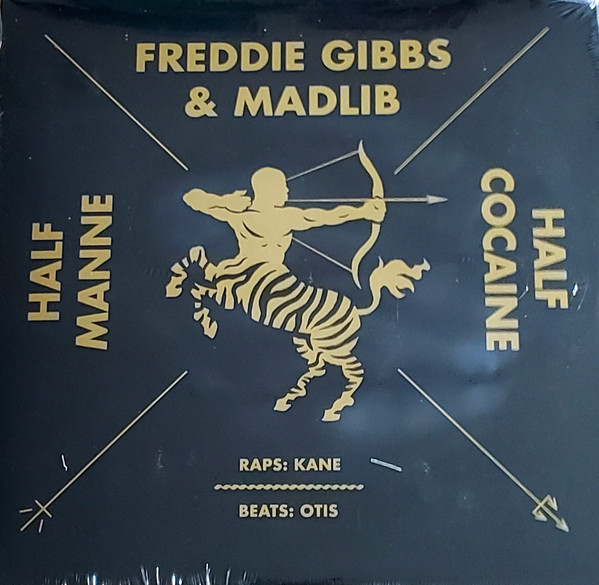 FREDDIE GIBBS
& MADLIB
HALF
MANNE
HALF
COCAINE
RAPS: KANE
BEATS: OTIS